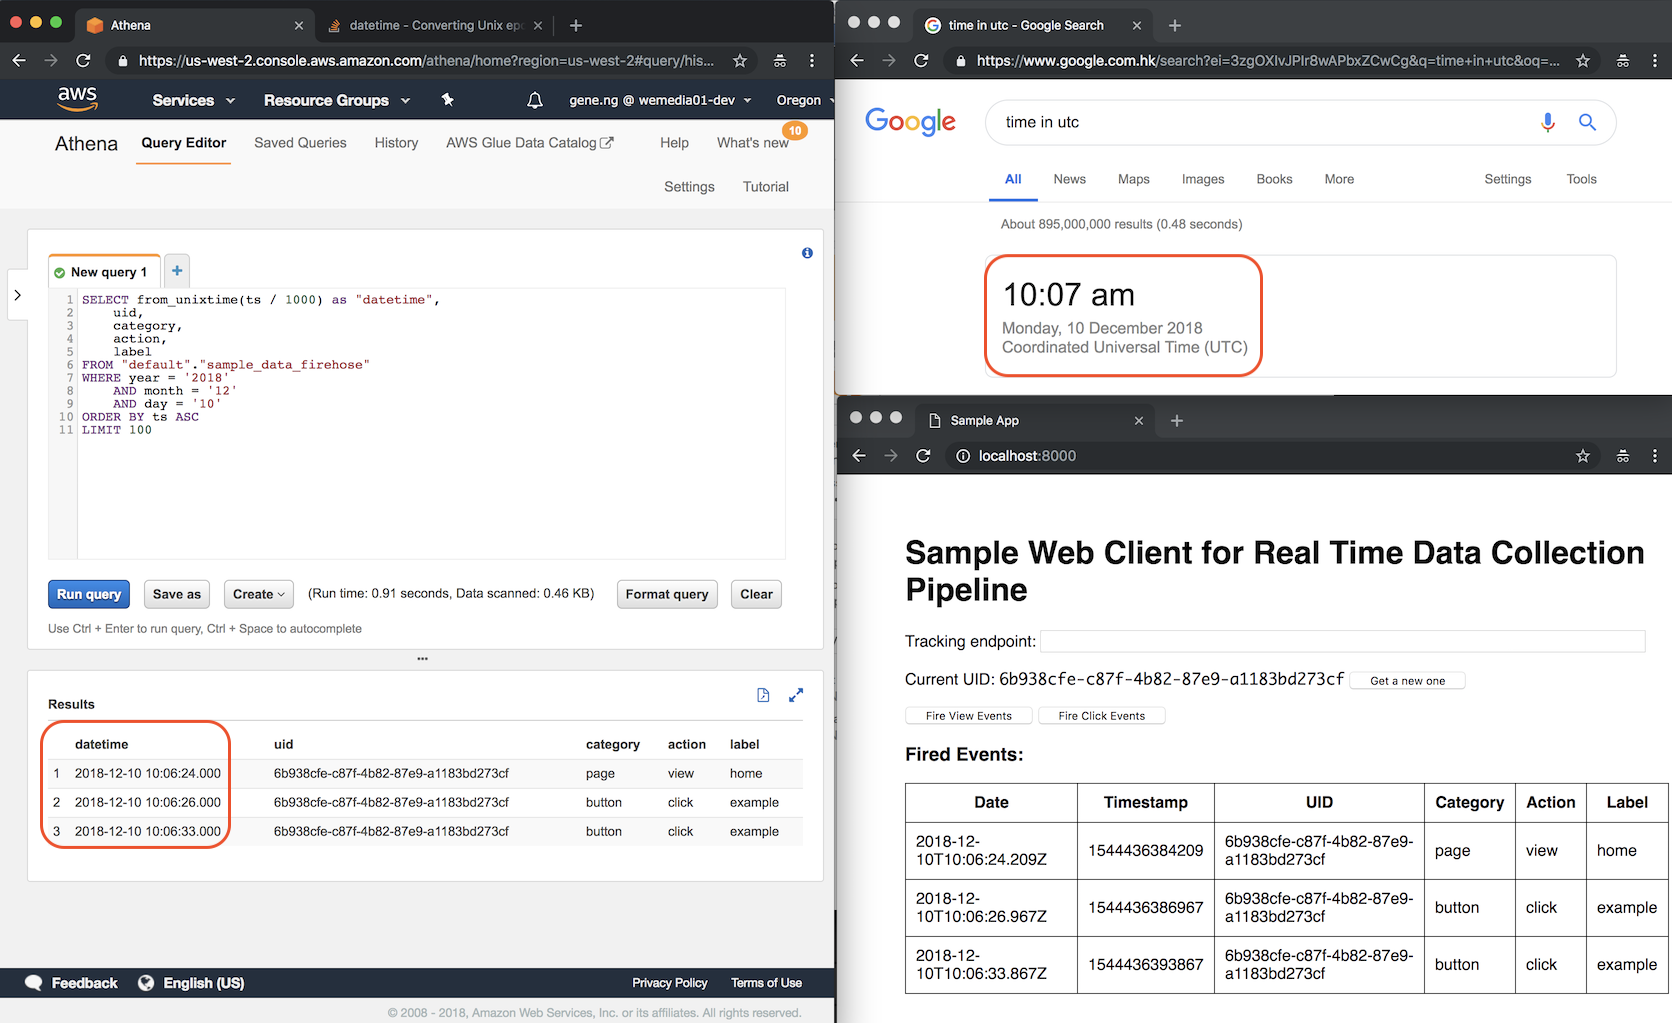 Athena
datetime - Converting Unix ep
https://us-west-2.console.aws.amazon.com/athena/home?region=us-west-2#query/his...
aws
Services
Resource Groups
gene.ng @ wemedia01-dev
Oregon
Athena
Query Editor
Saved Queries
History
AWS Glue Data Catalog
Help
What's new
10
Settings
Tutorial
New query 1
+
1 SELECT from_unixtime(ts / 1000) as "datetime",
2 uid,
3 category,
4 action,
5 label
6 FROM "default"."sample_data_firehose"
7 WHERE year = '2018'
8 AND month = '12'
9 AND day = '10'
10 ORDER BY ts ASC
11 LIMIT 100
Run query
Save as
Create
(Run time: 0.91 seconds, Data scanned: 0.46 KB)
Format query
Clear
Use Ctrl + Enter to run query, Ctrl + Space to autocomplete
Results
datetime uid category action label
1 2018-12-10 10:06:24.000 6b938cfe-c87f-4b82-87e9-a1183bd273cf page view home
2 2018-12-10 10:06:26.000 6b938cfe-c87f-4b82-87e9-a1183bd273cf button click example
3 2018-12-10 10:06:33.000 6b938cfe-c87f-4b82-87e9-a1183bd273cf button click example
Feedback
English (US)
Privacy Policy
Terms of Use
© 2008 - 2018, Amazon Web Services, Inc. or its affiliates. All rights reserved.
time in utc - Google Search
https://www.google.com.hk/search?ei=3zgOXIvJPIr8wAPbxZCwCg&q=time+in+utc&oq=...
Google
time in utc
All
News
Maps
Images
Books
More
Settings
Tools
About 895,000,000 results (0.48 seconds)
10:07 am
Monday, 10 December 2018
Coordinated Universal Time (UTC)
Sample App
localhost:8000
Sample Web Client for Real Time Data Collection
Pipeline
Tracking endpoint:
Current UID: 6b938cfe-c87f-4b82-87e9-a1183bd273cf
Get a new one
Fire View Events
Fire Click Events
Fired Events:
Date Timestamp UID Category Action Label
2018-12-
10T10:06:24.209Z 1544436384209 6b938cfe-c87f-4b82-87e9-
a1183bd273cf page view home
2018-12-
10T10:06:26.967Z 1544436386967 6b938cfe-c87f-4b82-87e9-
a1183bd273cf button click example
2018-12-
10T10:06:33.867Z 1544436393867 6b938cfe-c87f-4b82-87e9-
a1183bd273cf button click example